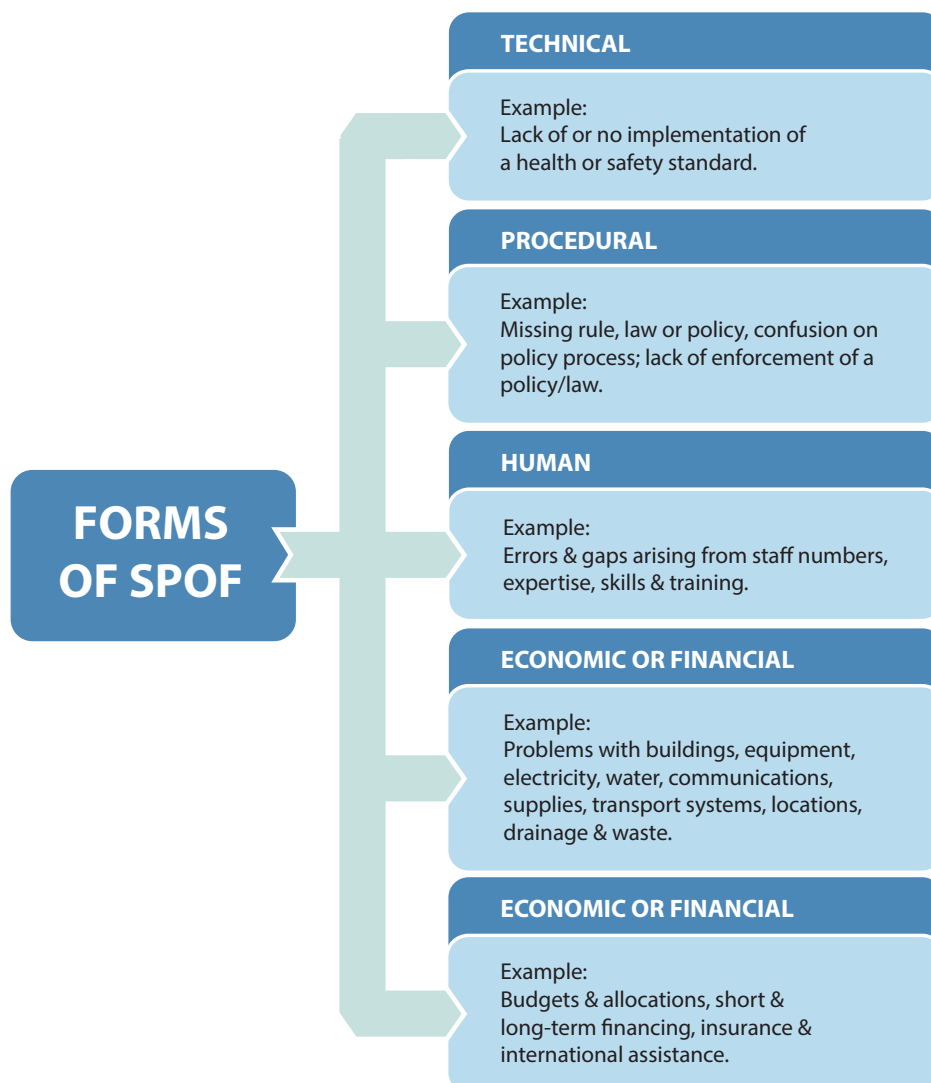 FORMS
OF SPOF
TECHNICAL
Example:
Lack of or no implementation of
a health or safety standard.
PROCEDURAL
Example:
Missing rule, law or policy, confusion on
policy process; lack of enforcement of a
policy/law.
HUMAN
Example:
Errors & gaps arising from staff numbers,
expertise, skills & training.
ECONOMIC OR FINANCIAL
Example:
Problems with buildings, equipment,
electricity, water, communications,
supplies, transport systems, locations,
drainage & waste.
ECONOMIC OR FINANCIAL
Example:
Budgets & allocations, short &
long-term financing, insurance &
international assistance.